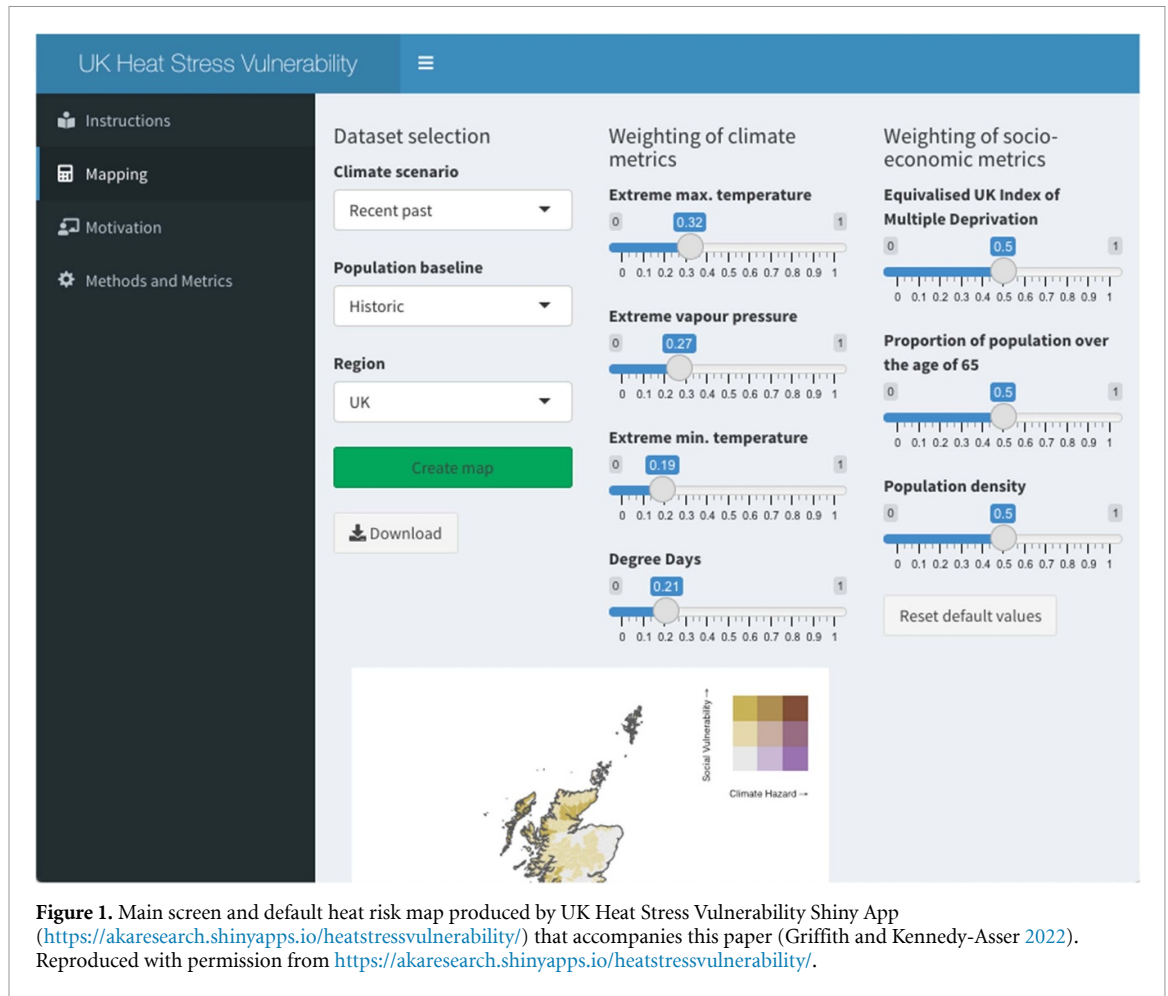 UK Heat Stress Vulnerability
Instructions
Mapping
Motivation
Methods and Metrics
Dataset selection
Climate scenario
Recent past
Population baseline
Historic
Region
UK
Create map
Download
Weighting of climate
metrics
Extreme max. temperature
0 0.32 1
0 0.1 0.2 0.3 0.4 0.5 0.6 0.7 0.8 0.9 1
Extreme vapour pressure
0 0.27 1
0 0.1 0.2 0.3 0.4 0.5 0.6 0.7 0.8 0.9 1
Extreme min. temperature
0 0.19 1
0 0.1 0.2 0.3 0.4 0.5 0.6 0.7 0.8 0.9 1
Degree Days
0 0.21 1
0 0.1 0.2 0.3 0.4 0.5 0.6 0.7 0.8 0.9 1
Weighting of socio-
economic metrics
Equivalised UK Index of
Multiple Deprivation
0 0.5 1
0 0.1 0.2 0.3 0.4 0.5 0.6 0.7 0.8 0.9 1
Proportion of population over
the age of 65
0 0.5 1
0 0.1 0.2 0.3 0.4 0.5 0.6 0.7 0.8 0.9 1
Population density
0 0.5 1
0 0.1 0.2 0.3 0.4 0.5 0.6 0.7 0.8 0.9 1
Reset default values
Social Vulnerability→
Climate Hazard→
Figure 1. Main screen and default heat risk map produced by UK Heat Stress Vulnerability Shiny App
(https://akaresearch.shinyapps.io/heatstressvulnerability/) that accompanies this paper (Griffith and Kennedy-Asser 2022).
Reproduced with permission from https://akaresearch.shinyapps.io/heatstressvulnerability/.